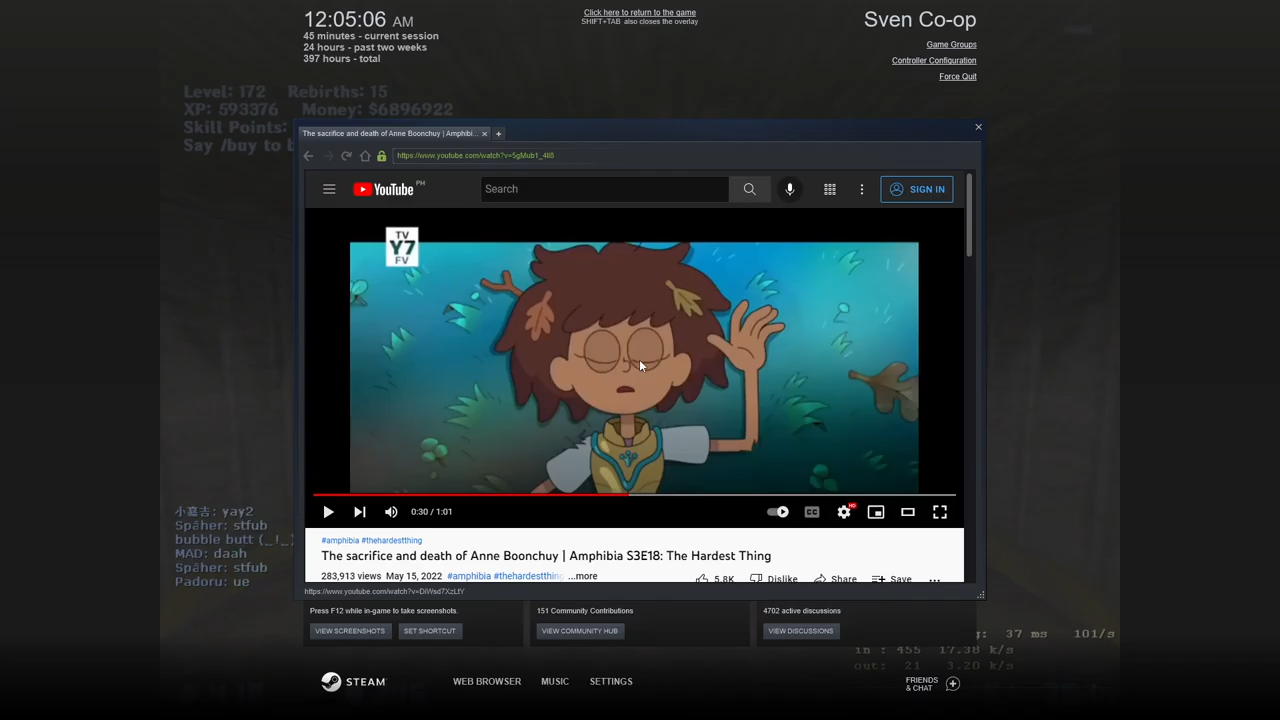 12:05:06 AM
45 minutes - current session
24 hours - past two weeks
397 hours - total
Click here to return to the game
SHIFT+TAB also closes the overlay
Sven Co-op
Game Groups
Controller Configuration
Force Quit
Level: 172 Rebirths: 15
XP: 593376 Money: $6896922
Skill Points:
Say /buy to b
The sacrifice and death of Anne Boonchuy | Amphibi...
https://www.youtube.com/watch?v=5gMub1_4lI8
YouTube PH
Search
SIGN IN
TV
Y7
FV
0:30 / 1:01
CC
HD
#amphibia #thehardestthing
The sacrifice and death of Anne Boonchuy | Amphibia S3E18: The Hardest Thing
283,913 views May 15, 2022 #amphibia #thehardestthing ...more
5.8K Dislike Share Save
https://www.youtube.com/watch?v=DiWsd7XzLtY
小嘉吉: yay2
Spåher: stfub
bubble butt (_!_)
MAD: daah
Spåher: stfub
Padoru: ue
Press F12 while in-game to take screenshots.
VIEW SCREENSHOTS SET SHORTCUT
151 Community Contributions
VIEW COMMUNITY HUB
4702 active discussions
VIEW DISCUSSIONS
g: 37 ms 101/s
in : 455 17.38 k/s
out: 21 3.20 k/s
STEAM
WEB BROWSER MUSIC SETTINGS
FRIENDS
& CHAT